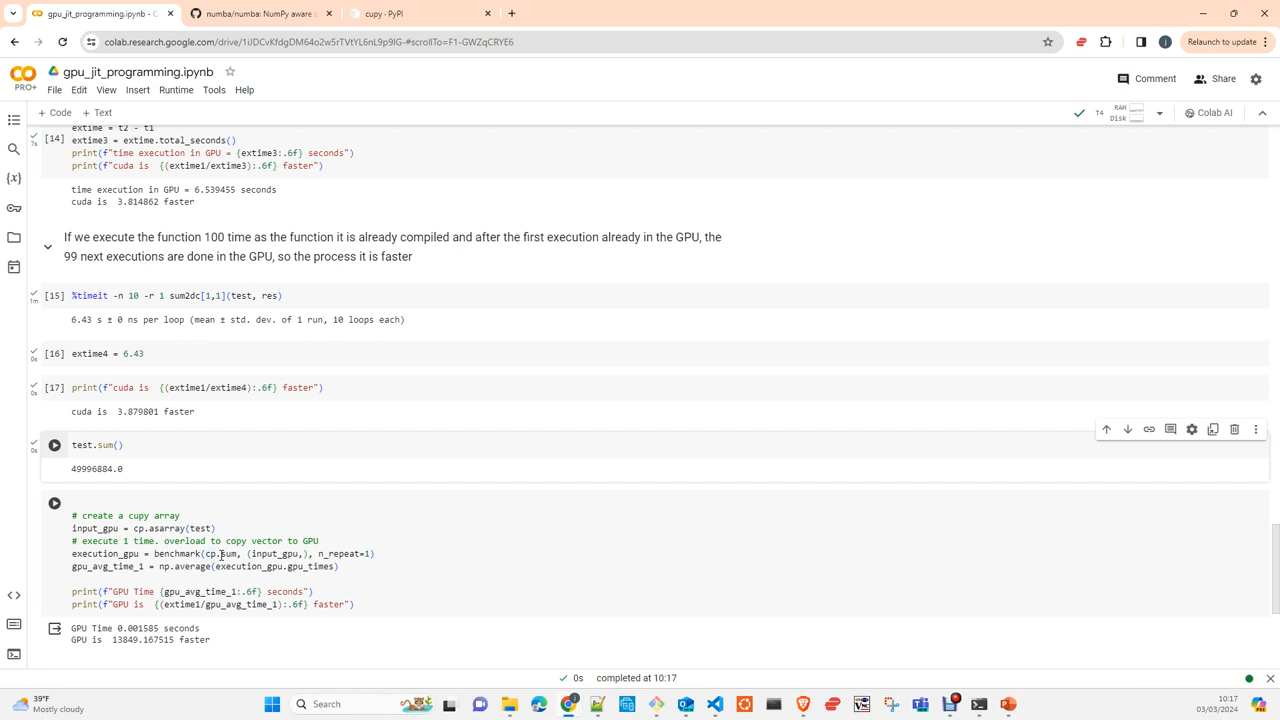 gpu_jit_programming.ipynb - C
numba/numba: NumPy aware
cupy · PyPI
colab.research.google.com/drive/1iJDCvKfdgDM64o2w5rTVtYL6nL9p9IG-#scrollTo=F1-GWZqCRYE6
Relaunch to update
CO
PRO+
gpu_jit_programming.ipynb
File Edit View Insert Runtime Tools Help
Comment
Share
+ Code + Text
T4
RAM
Disk
Colab AI
extime = t2 - t1
[14] extime3 = extime.total_seconds()
7s
print(f"time execution in GPU = {extime3:.6f} seconds")
print(f"cuda is  {(extime1/extime3):.6f} faster")
time execution in GPU = 6.539455 seconds
cuda is  3.814862 faster
If we execute the function 100 time as the function it is already compiled and after the first execution already in the GPU, the
99 next executions are done in the GPU, so the process it is faster
[15] %timeit -n 10 -r 1 sum2dc[1,1](test, res)
1m
6.43 s ± 0 ns per loop (mean ± std. dev. of 1 run, 10 loops each)
[16] extime4 = 6.43
0s
[17] print(f"cuda is  {(extime1/extime4):.6f} faster")
0s
cuda is  3.879801 faster
test.sum()
0s
49996884.0
# create a cupy array
input_gpu = cp.asarray(test)
# execute 1 time. overload to copy vector to GPU
execution_gpu = benchmark(cp.sum, (input_gpu,), n_repeat=1)
gpu_avg_time_1 = np.average(execution_gpu.gpu_times)
print(f"GPU Time {gpu_avg_time_1:.6f} seconds")
print(f"GPU is  {(extime1/gpu_avg_time_1):.6f} faster")
GPU Time 0.001585 seconds
GPU is  13849.167515 faster
0s completed at 10:17
39°F
Mostly cloudy
Search
10:17
03/03/2024